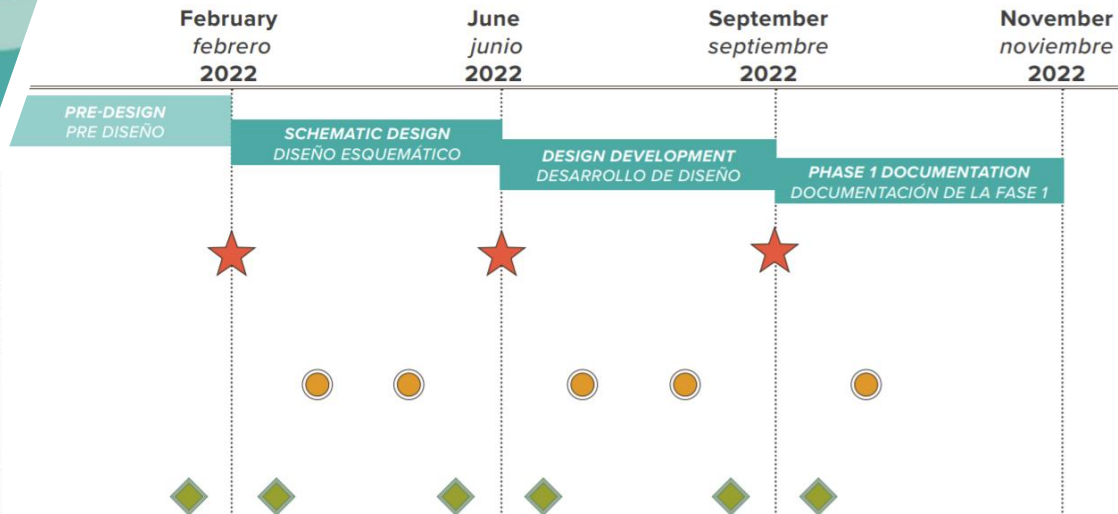 February
febrero
2022
June
junio
2022
September
septiembre
2022
November
noviembre
2022
PRE-DESIGN
PRE DISEÑO
SCHEMATIC DESIGN
DISEÑO ESQUEMÁTICO
DESIGN DEVELOPMENT
DESARROLLO DE DISEÑO
PHASE 1 DOCUMENTATION
DOCUMENTACIÓN DE LA FASE 1